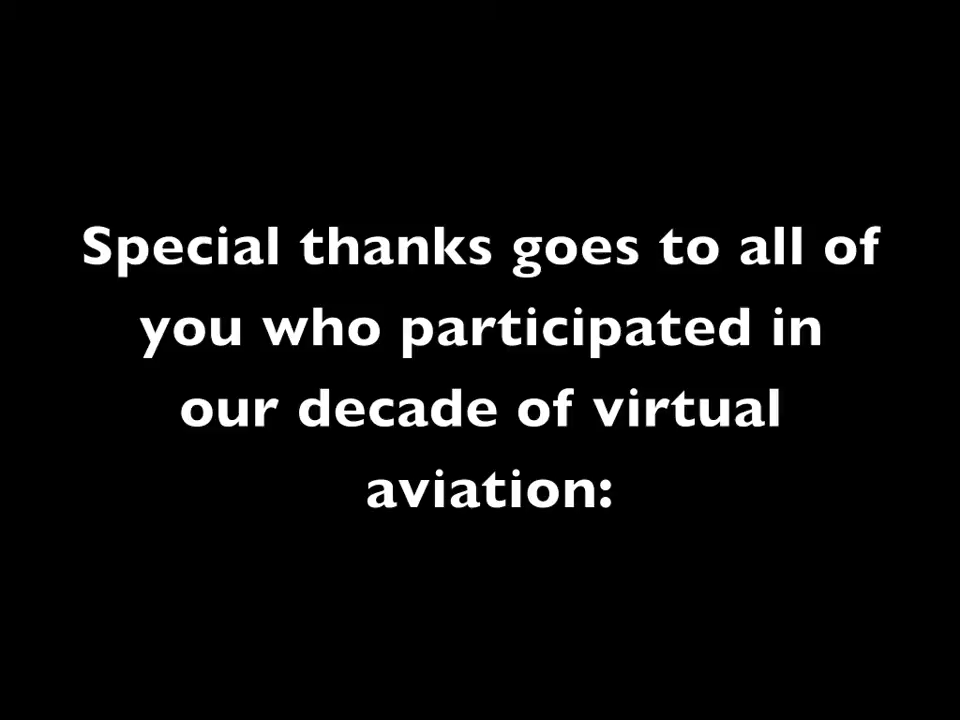 Special thanks goes to all of
you who participated in
our decade of virtual
aviation: